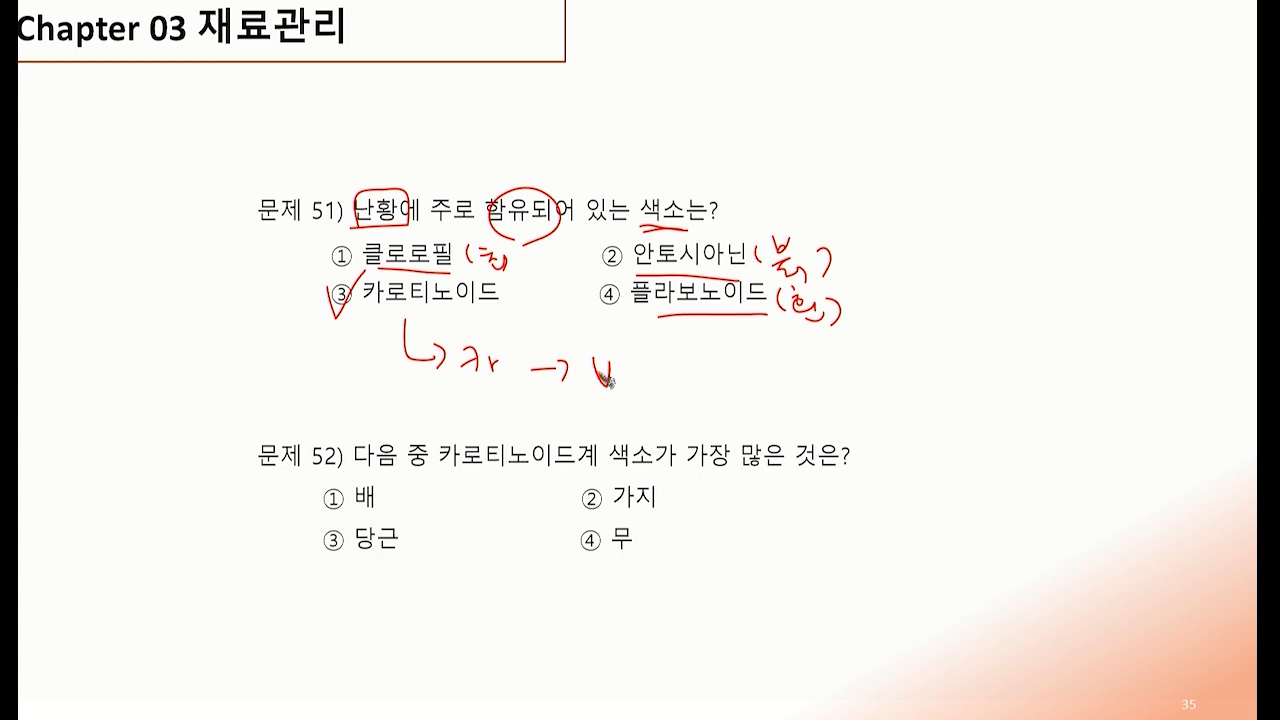 Chapter 03 재료관리
문제 51) 난황에 주로 함유되어 있는 색소는?
① 클로로필
② 안토시아닌
③ 카로티노이드
④ 플라보노이드
문제 52) 다음 중 카로티노이드계 색소가 가장 많은 것은?
① 배
② 가지
③ 당근
④ 무
35